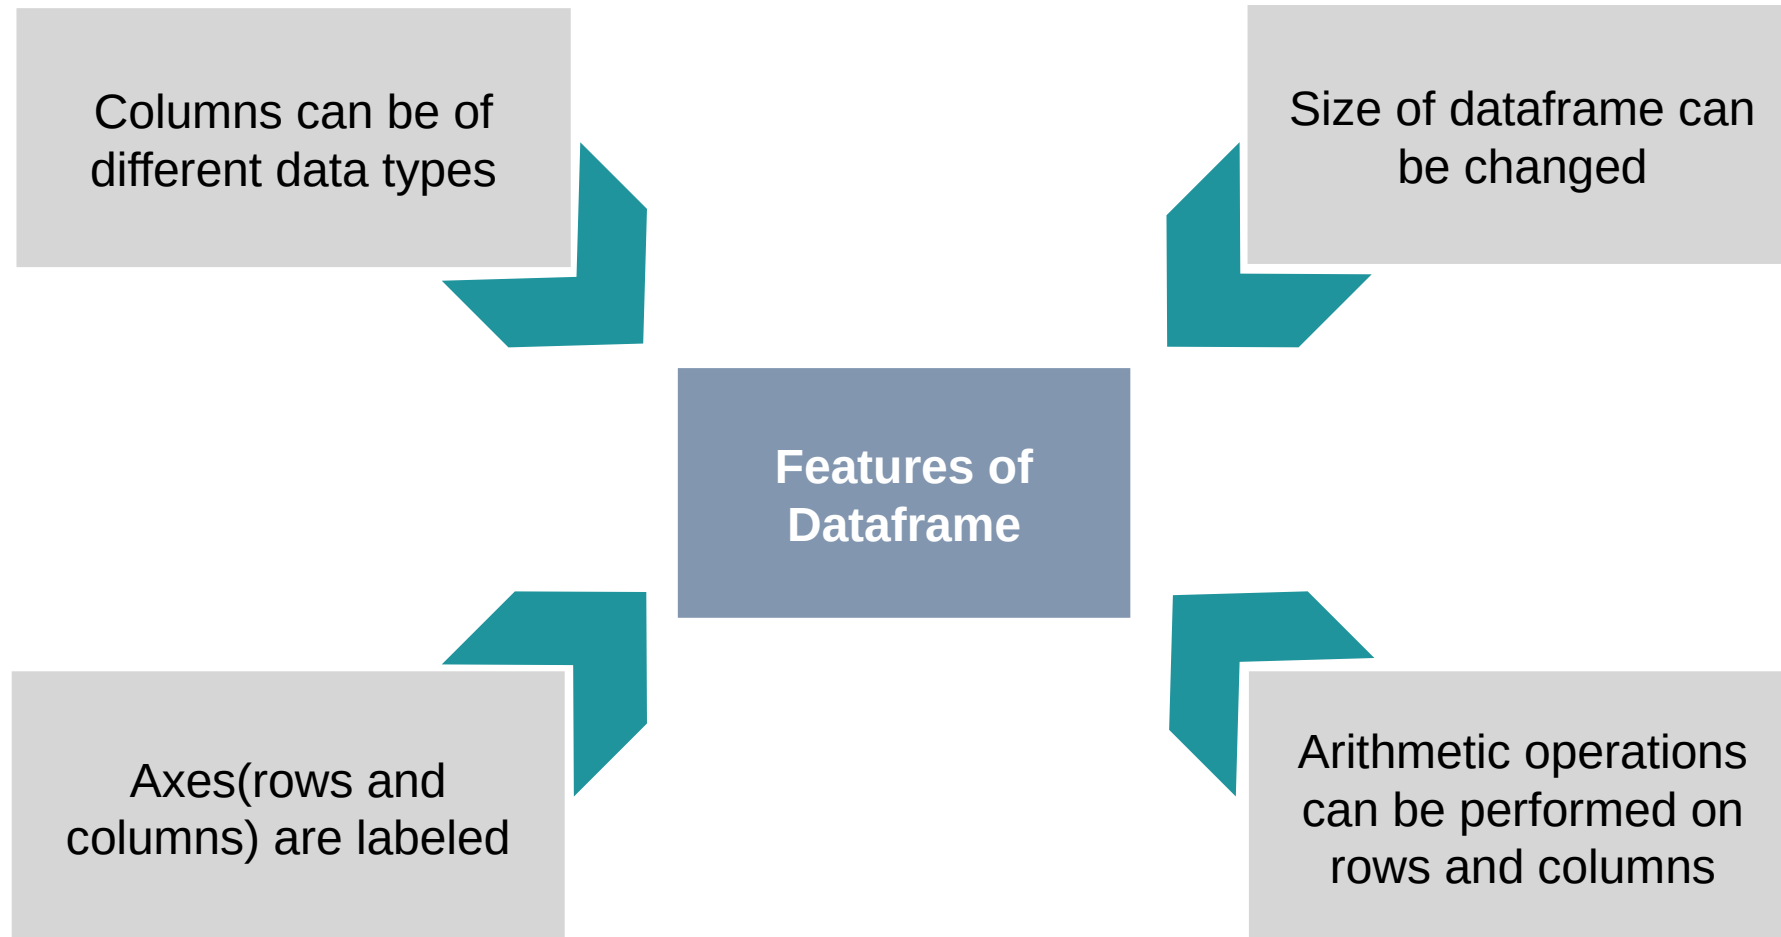 Columns can be of
different data types
Size of dataframe can
be changed
Features of
Dataframe
Axes(rows and
columns) are labeled
Arithmetic operations
can be performed on
rows and columns